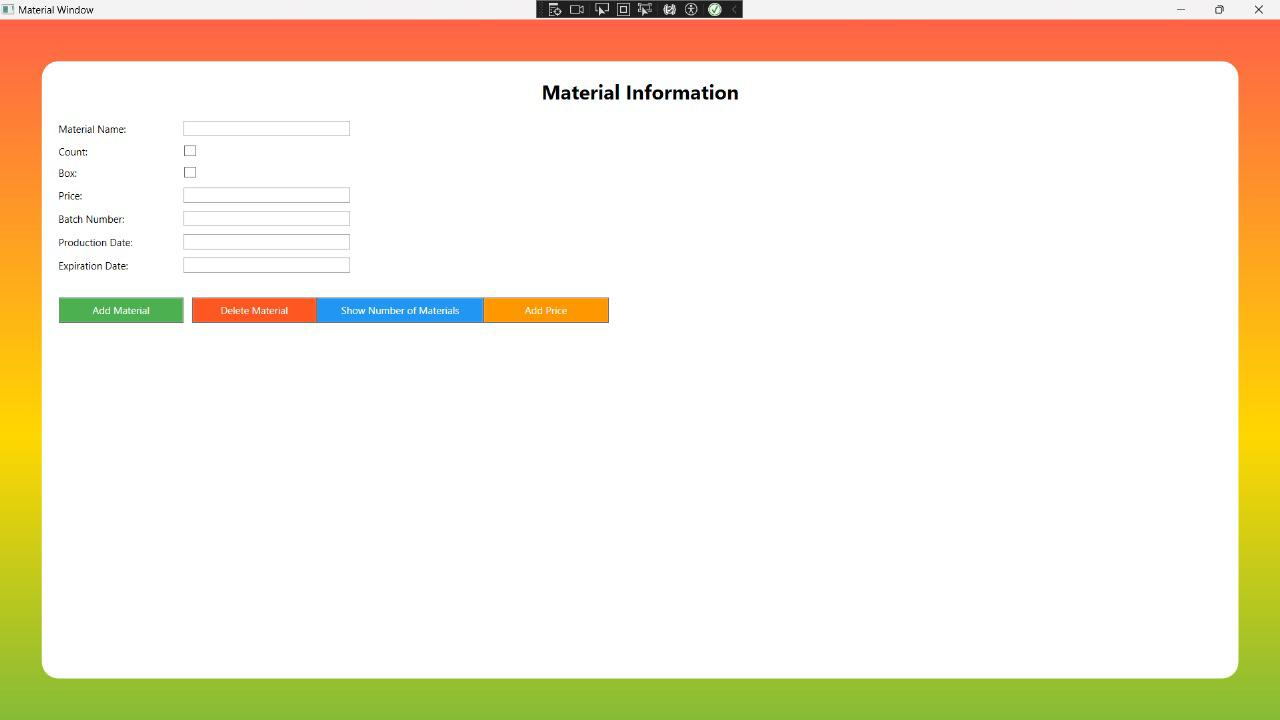 Material Window
Material Information
Material Name:
Count:
Box:
Price:
Batch Number:
Production Date:
Expiration Date:
Add Material Delete Material Show Number of Materials Add Price